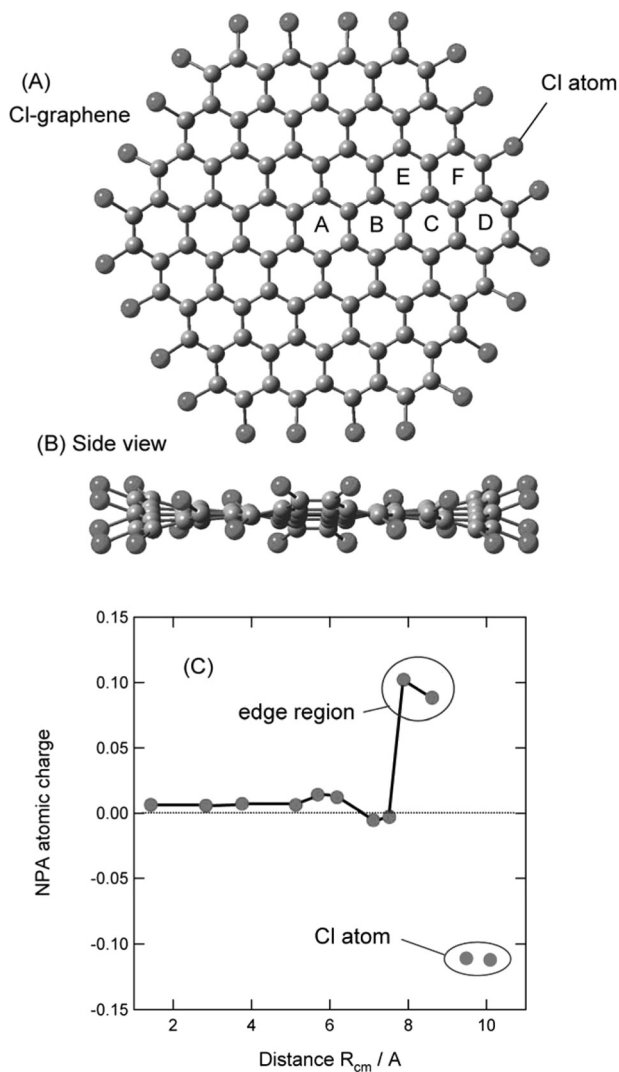 (A)
Cl-graphene
Cl atom
E
F
A
B
C
D
(B) Side view
0.15
0.10
0.05
0.00
-0.05
-0.10
-0.15
NPA atomic charge
(C)
edge region
Cl atom
2
4
6
8
10
Distance R_cm / A